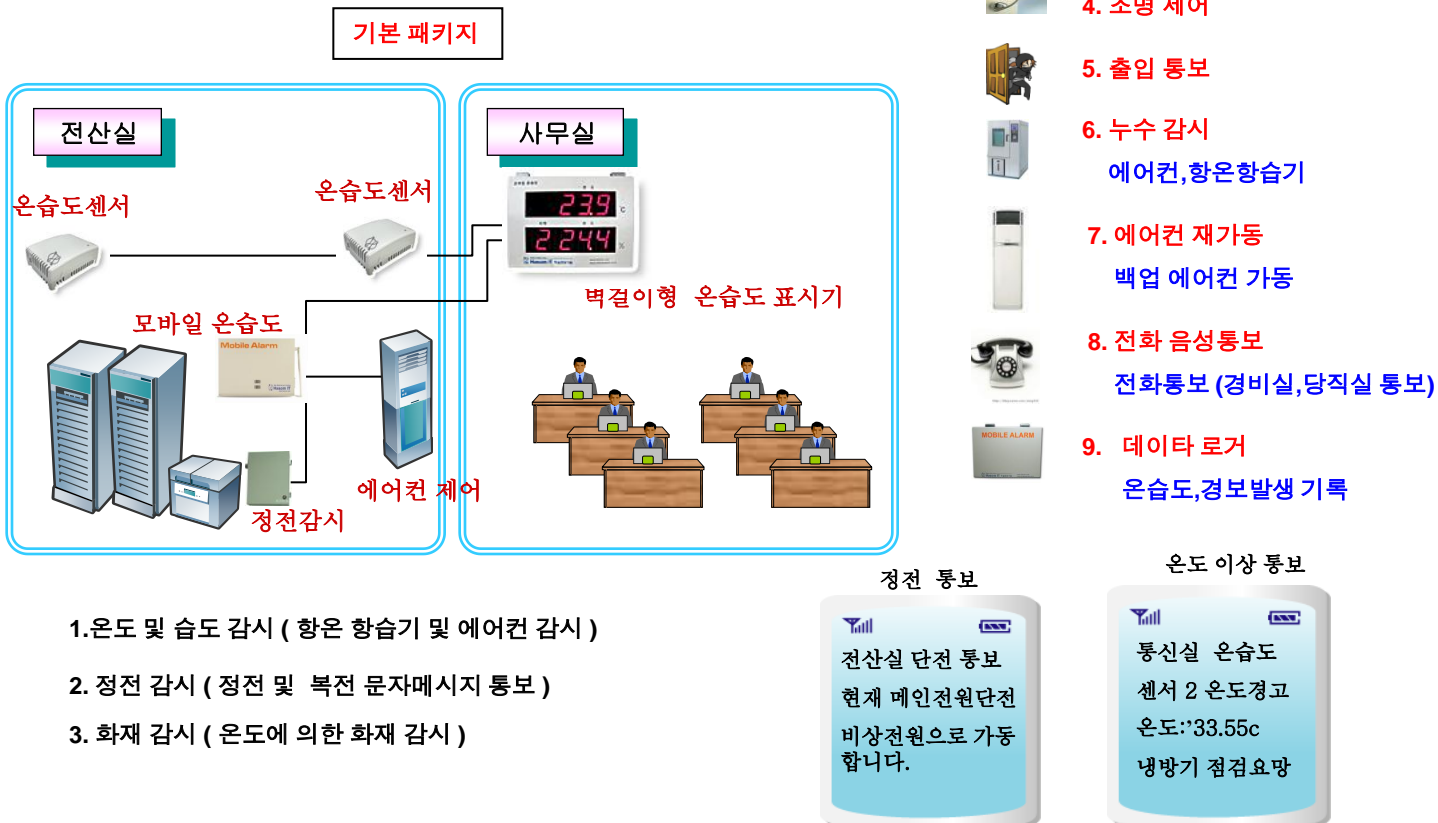 기본 패키지
전산실
온습도센서
온습도센서
모바일 온습도
Mobile Alarm
에어컨 제어
정전감시
사무실
23.9
c
2 24.4
%
벽걸이형 온습도 표시기
4. 조명 제어
5. 출입 통보
6. 누수 감시
에어컨,항온항습기
7. 에어컨 재가동
백업 에어컨 가동
8. 전화 음성통보
전화통보 (경비실,당직실 통보)
MOBILE ALARM
9. 데이타 로거
온습도,경보발생 기록
1.온도 및 습도 감시 ( 항온 항습기 및 에어컨 감시 )
2. 정전 감시 ( 정전 및 복전 문자메시지 통보 )
3. 화재 감시 ( 온도에 의한 화재 감시 )
정전 통보
전산실 단전 통보
현재 메인전원단전
비상전원으로 가동
합니다.
온도 이상 통보
통신실 온습도
센서 2 온도경고
온도:'33.55c
냉방기 점검요망